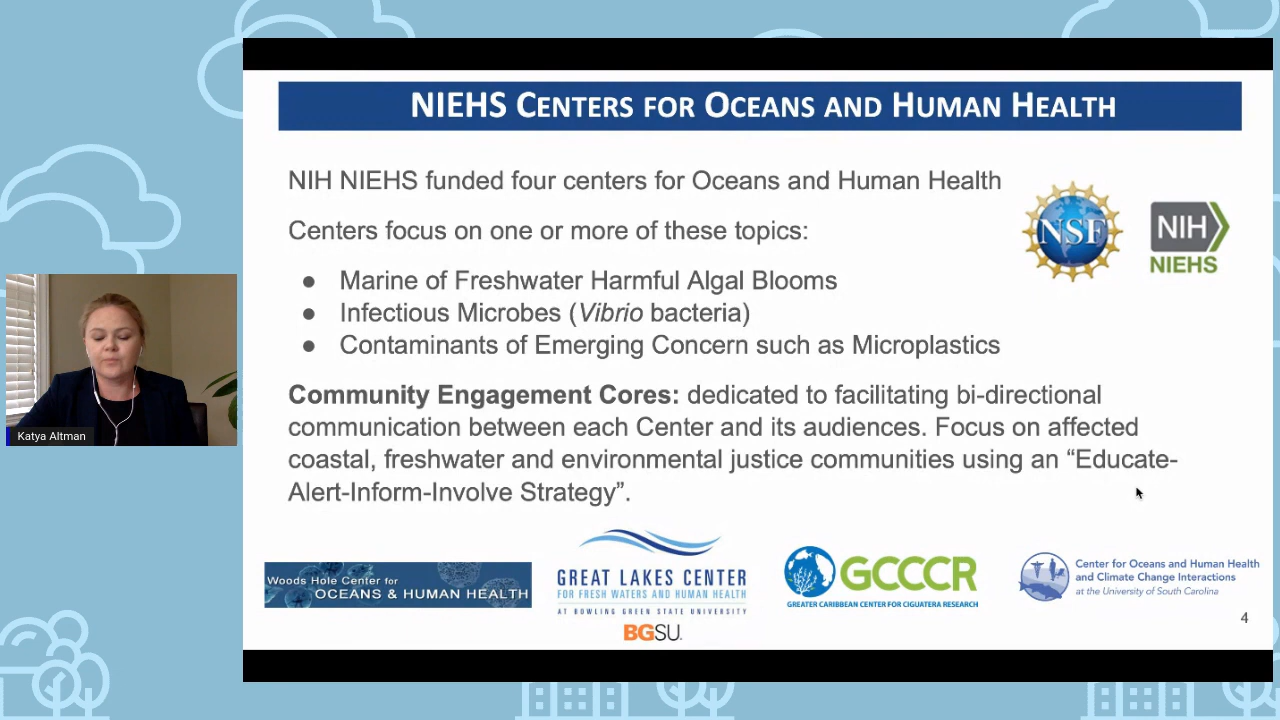 NIEHS CENTERS FOR OCEANS AND HUMAN HEALTH
NIH NIEHS funded four centers for Oceans and Human Health
Centers focus on one or more of these topics:
● Marine of Freshwater Harmful Algal Blooms
● Infectious Microbes (Vibrio bacteria)
● Contaminants of Emerging Concern such as Microplastics
NSF
NIH
NIEHS
Community Engagement Cores: dedicated to facilitating bi-directional
communication between each Center and its audiences. Focus on affected
coastal, freshwater and environmental justice communities using an “Educate-
Alert-Inform-Involve Strategy”.
Katya Altman
Woods Hole Center for
OCEANS & HUMAN HEALTH
GREAT LAKES CENTER
FOR FRESH WATERS AND HUMAN HEALTH
AT BOWLING GREEN STATE UNIVERSITY
BGSU.
GCCCR
GREATER CARIBBEAN CENTER FOR CIGUATERA RESEARCH
Center for Oceans and Human Health
and Climate Change Interactions
at the University of South Carolina
4